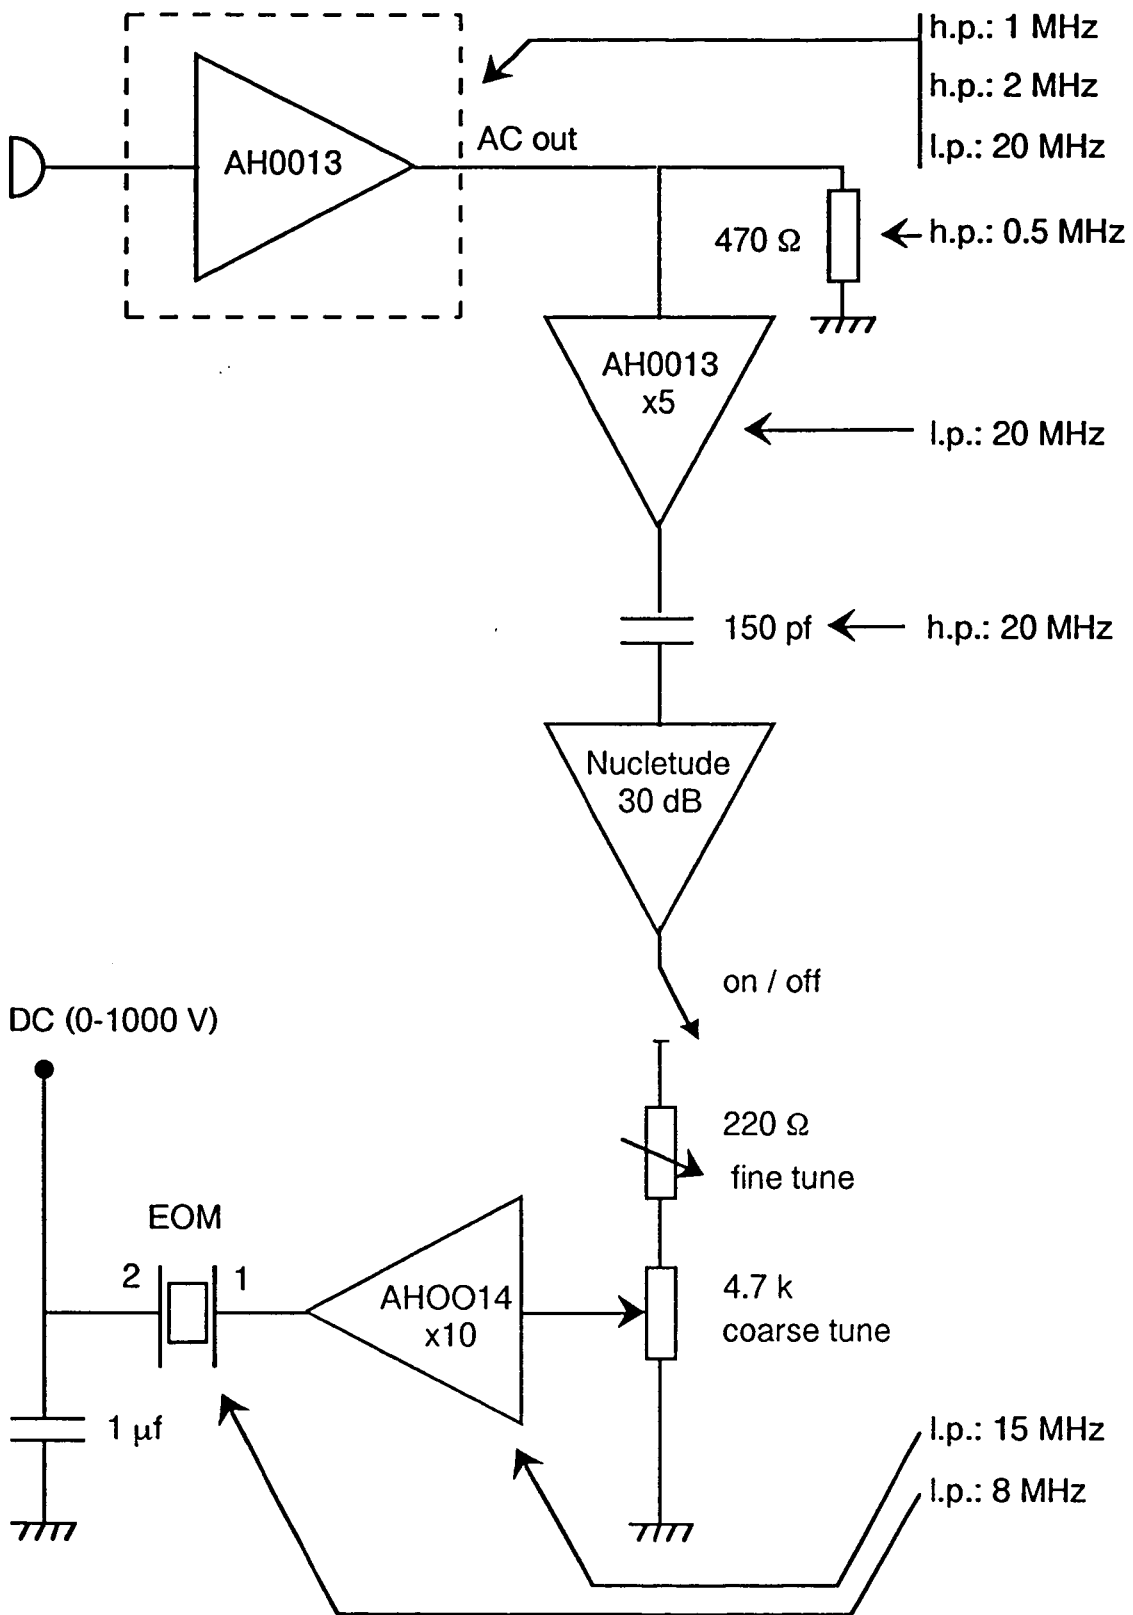 h.p.: 1 MHz
h.p.: 2 MHz
l.p.: 20 MHz
AH0013
AC out
470 Ω
h.p.: 0.5 MHz
AH0013
x5
l.p.: 20 MHz
150 pf
h.p.: 20 MHz
Nucletude
30 dB
on / off
DC (0-1000 V)
220 Ω
fine tune
EOM
2
1
AHOO14
x10
4.7 k
coarse tune
1 µf
l.p.: 15 MHz
l.p.: 8 MHz